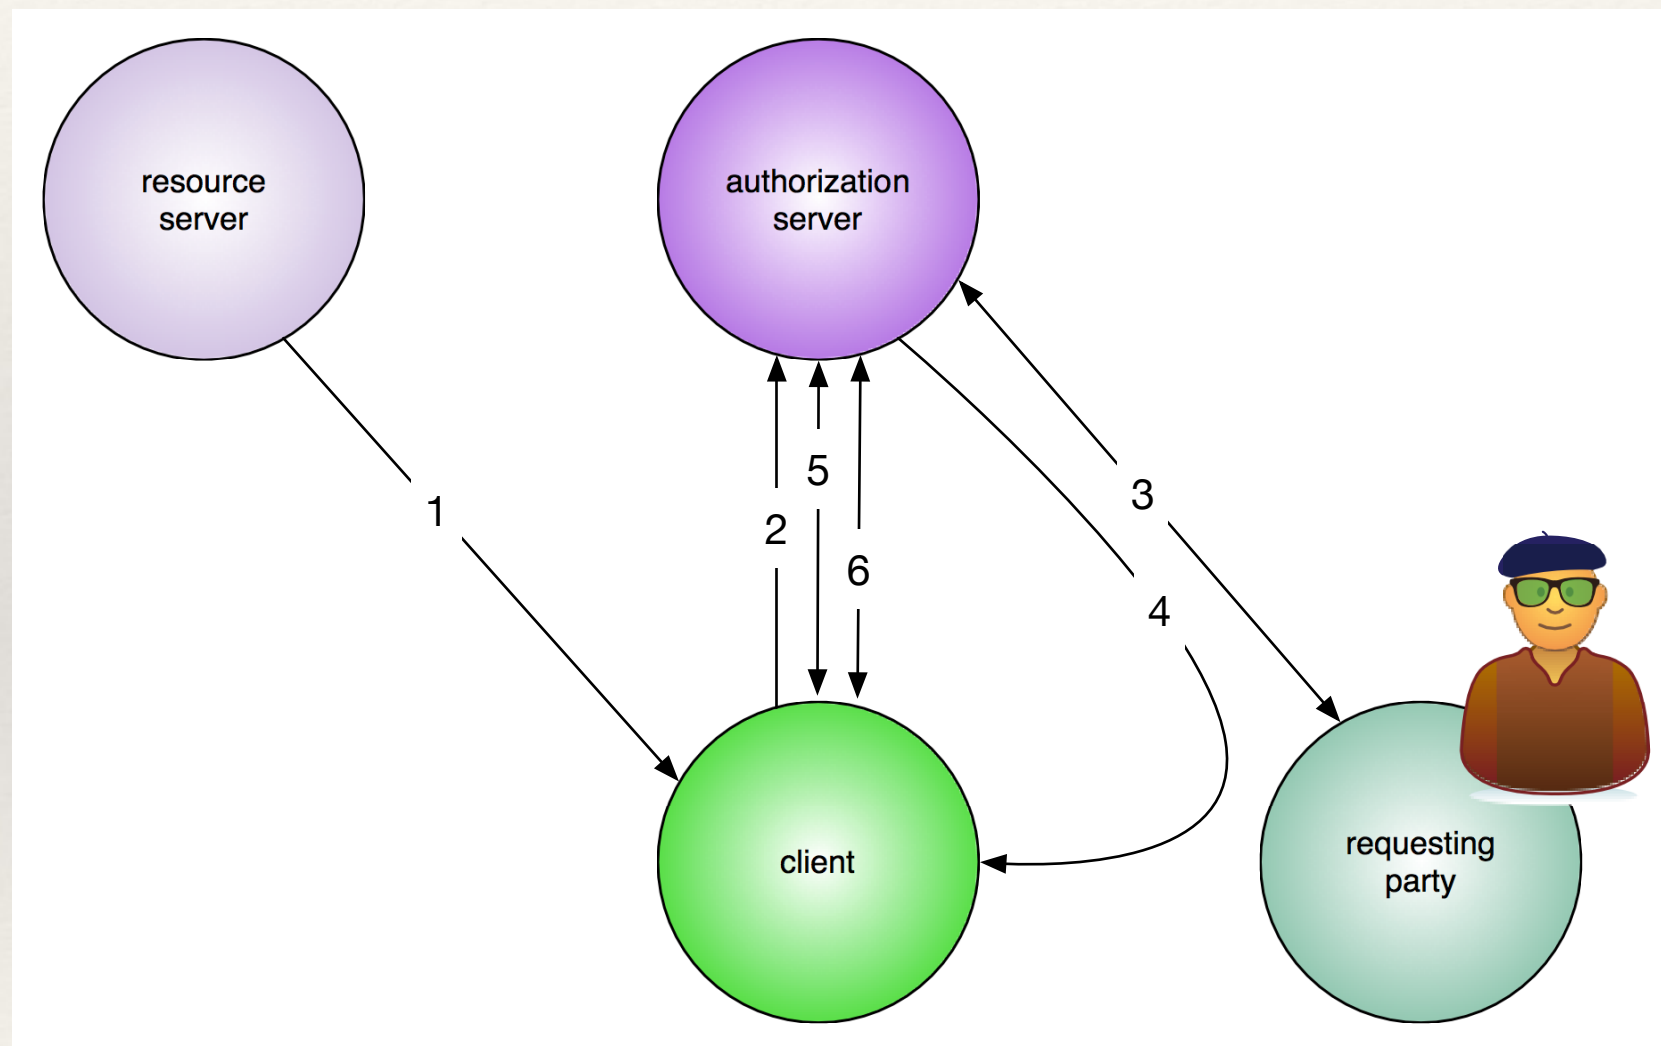 resource
server
authorization
server
1
2
5
6
3
4
client
requesting
party